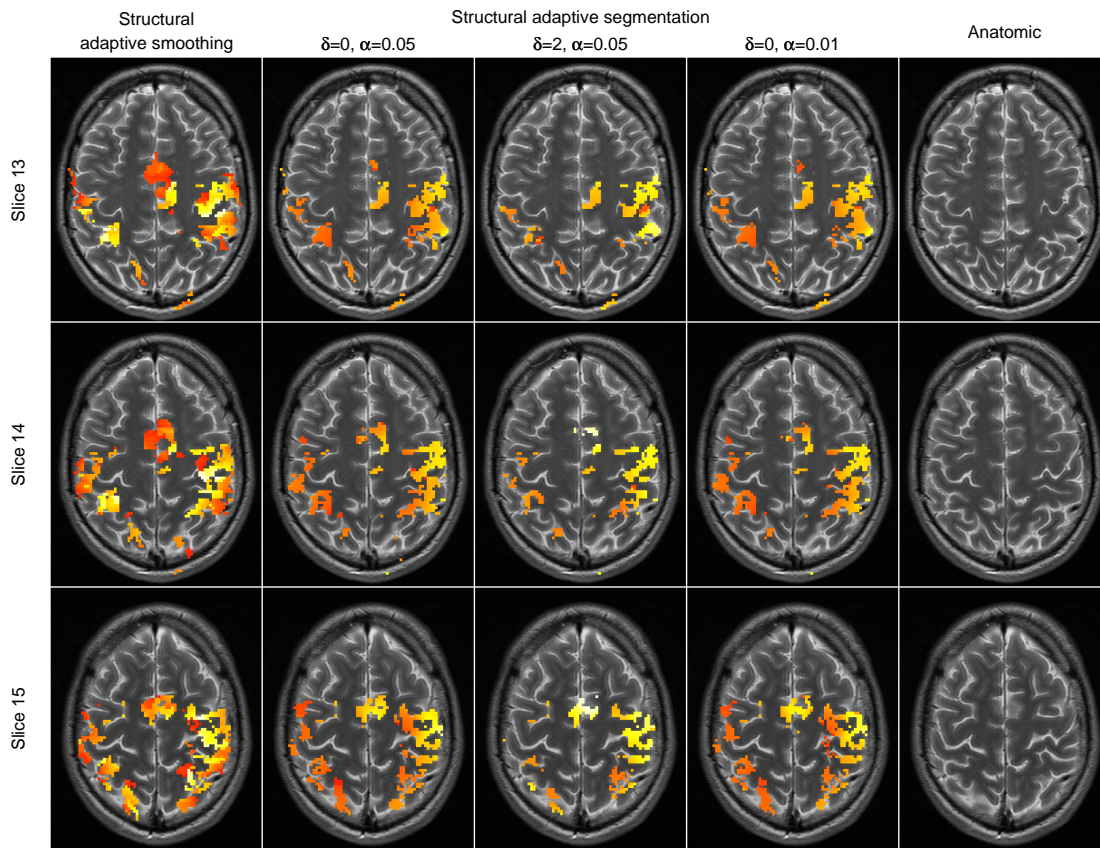 Structural
adaptive smoothing
Structural adaptive segmentation
δ=0, α=0.05
δ=2, α=0.05
δ=0, α=0.01
Anatomic
Slice 13
Slice 14
Slice 15